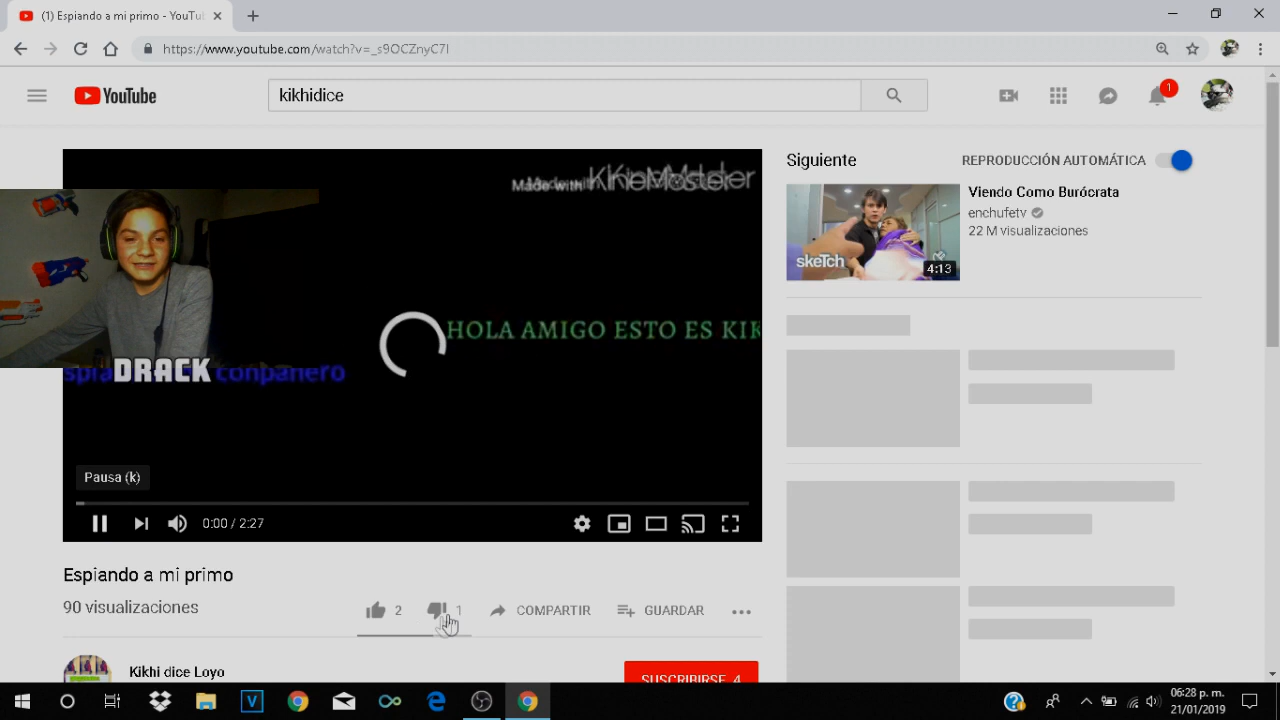 (1) Espiando a mi primo - YouTu
https://www.youtube.com/watch?v=_s9OCZnyC7I
YouTube
kikhidice
1
Made with KineMaster
HOLA AMIGO ESTO ES KIK
DRACK
conpañero
Pausa (k)
0:00 / 2:27
Espiando a mi primo
90 visualizaciones
2
1
COMPARTIR
GUARDAR
Kikhi dice Loyo
SUSCRIBIRSE 4
Siguiente
REPRODUCCIÓN AUTOMÁTICA
Viendo Como Burócrata
enchufetv
22 M visualizaciones
skeTch
4:13
06:28 p. m.
21/01/2019